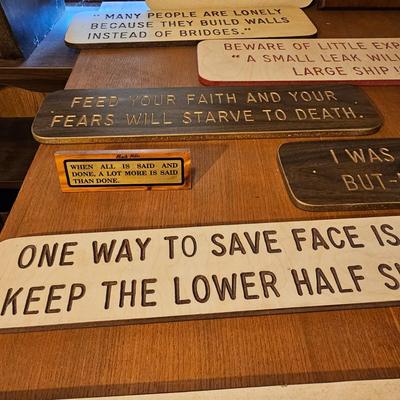 " MANY PEOPLE ARE LONELY
BECAUSE THEY BUILD WALLS
INSTEAD OF BRIDGES."
BEWARE OF LITTLE
" A SMALL LEAK WILL
LARGE SHIP
FEED YOUR FAITH AND YOUR
FEARS WILL STARVE TO DEATH.
WHEN ALL IS SAID AND
DONE, A LOT MORE IS SAID
THAN DONE.
I WAS
BUT-
ONE WAY TO SAVE FACE IS
KEEP THE LOWER HALF